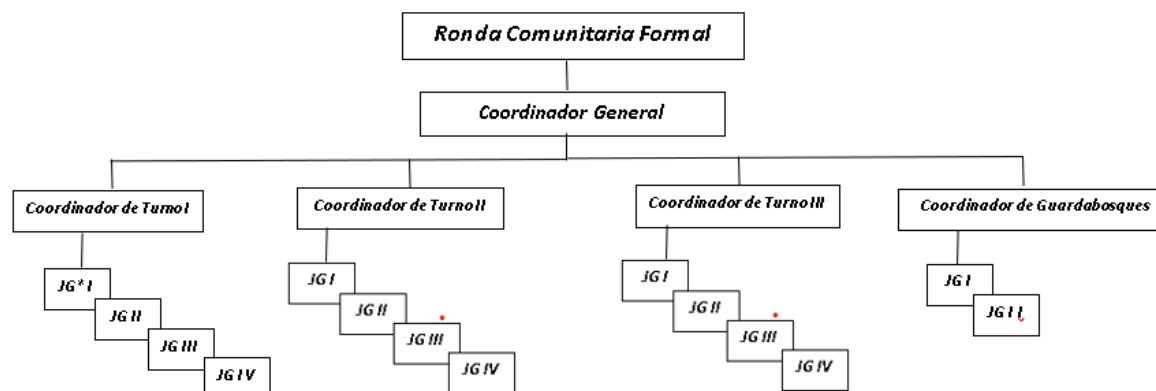 Ronda Comunitaria Formal
Coordinador General
Coordinador de Turno I
Coordinador de Turno II
Coordinador de Turno III
Coordinador de Guardabosques
JG* I
JG II
JG III
JG IV
JG I
JG II
JG III
JG IV
JG I
JG II
JG III
JG IV
JG I
JG I I